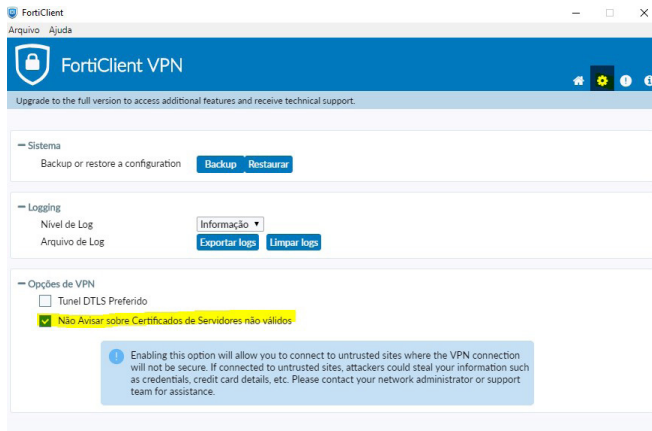 FortiClient
Arquivo Ajuda
FortiClient VPN
Upgrade to the full version to access additional features and receive technical support.
Sistema
Backup or restore a configuration Backup Restaurar
Logging
Nível de Log Informação
Arquivo de Log Exportar logs Limpar logs
Opções de VPN
Tunel DTLS Preferido
Não Avisar sobre Certificados de Servidores não válidos
Enabling this option will allow you to connect to untrusted sites where the VPN connection
will not be secure. If connected to untrusted sites, attackers could steal your information such
as credentials, credit card details, etc. Please contact your network administrator or support
team for assistance.